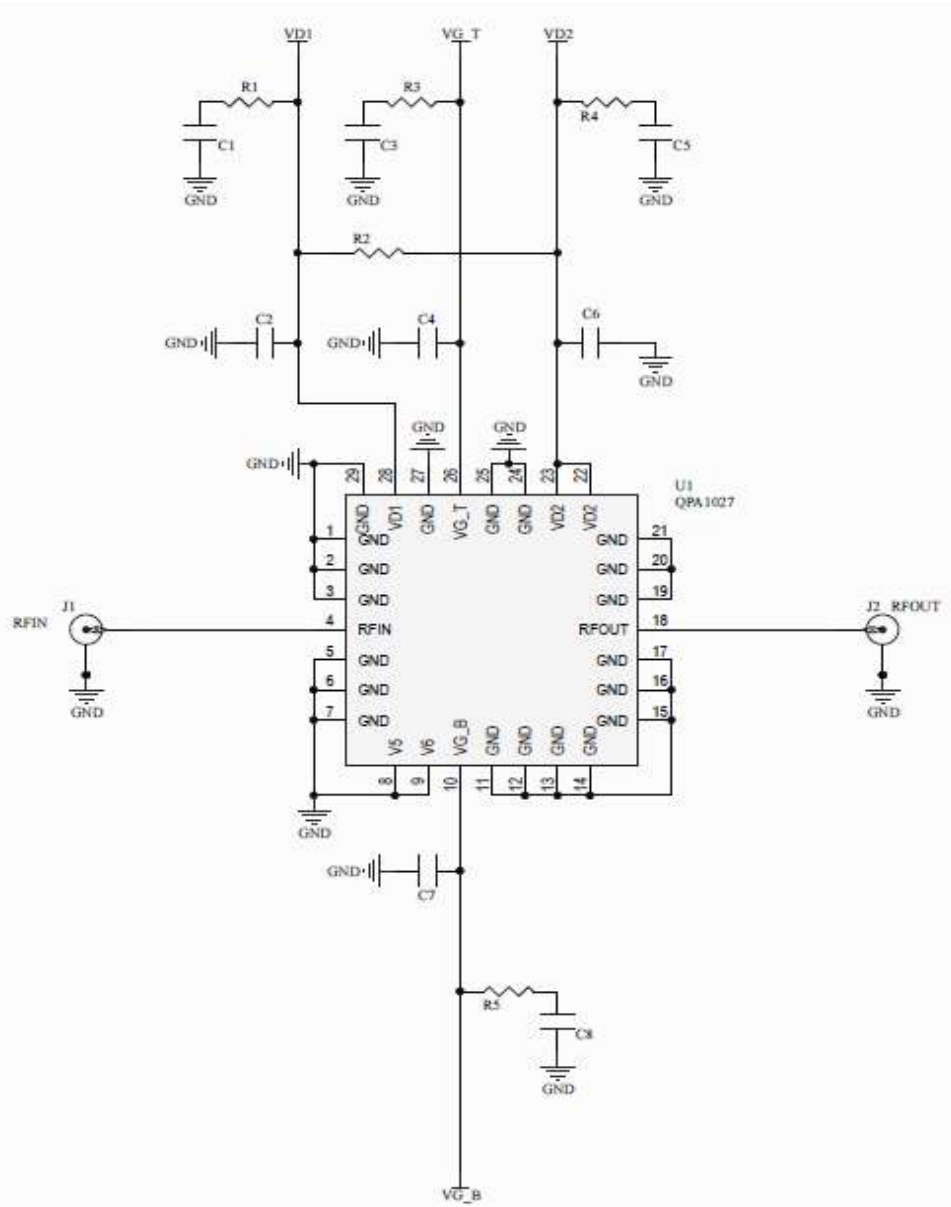 VD1 VG_T VD2
R1 R3 R4
C1 C3 C5
GND GND GND
R2
C2 C4 C6
GND GND GND
GND GND
GND 29 28 27 26 25 24 23 22
U1
QPA1027
GND VD1 GND VG_T GND GND VD2 VD2
1 GND GND 21
2 GND GND 20
3 GND GND 19
J1 J2 RFOUT
RFIN 4 RFIN RFOUT 18
5 GND GND 17
6 GND GND 16
GND GND
7 GND GND 15
V5 V6 VG_B GND GND GND GND
8 9 10 11 12 13 14
GND
GND C7
R5
C8
GND
VG_B